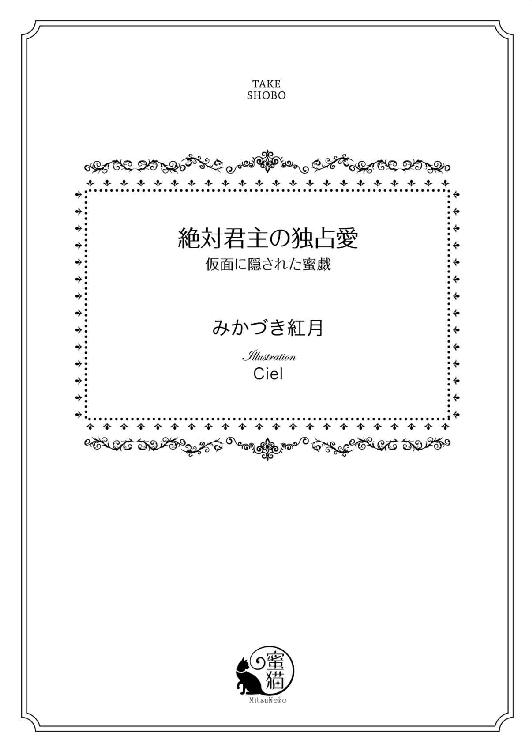 TAKE
SHOBO
絶対君主の独占愛
仮面に隠された蜜戯
みかづき紅月
Illustration
Ciel
蜜猫
MitsuNeko